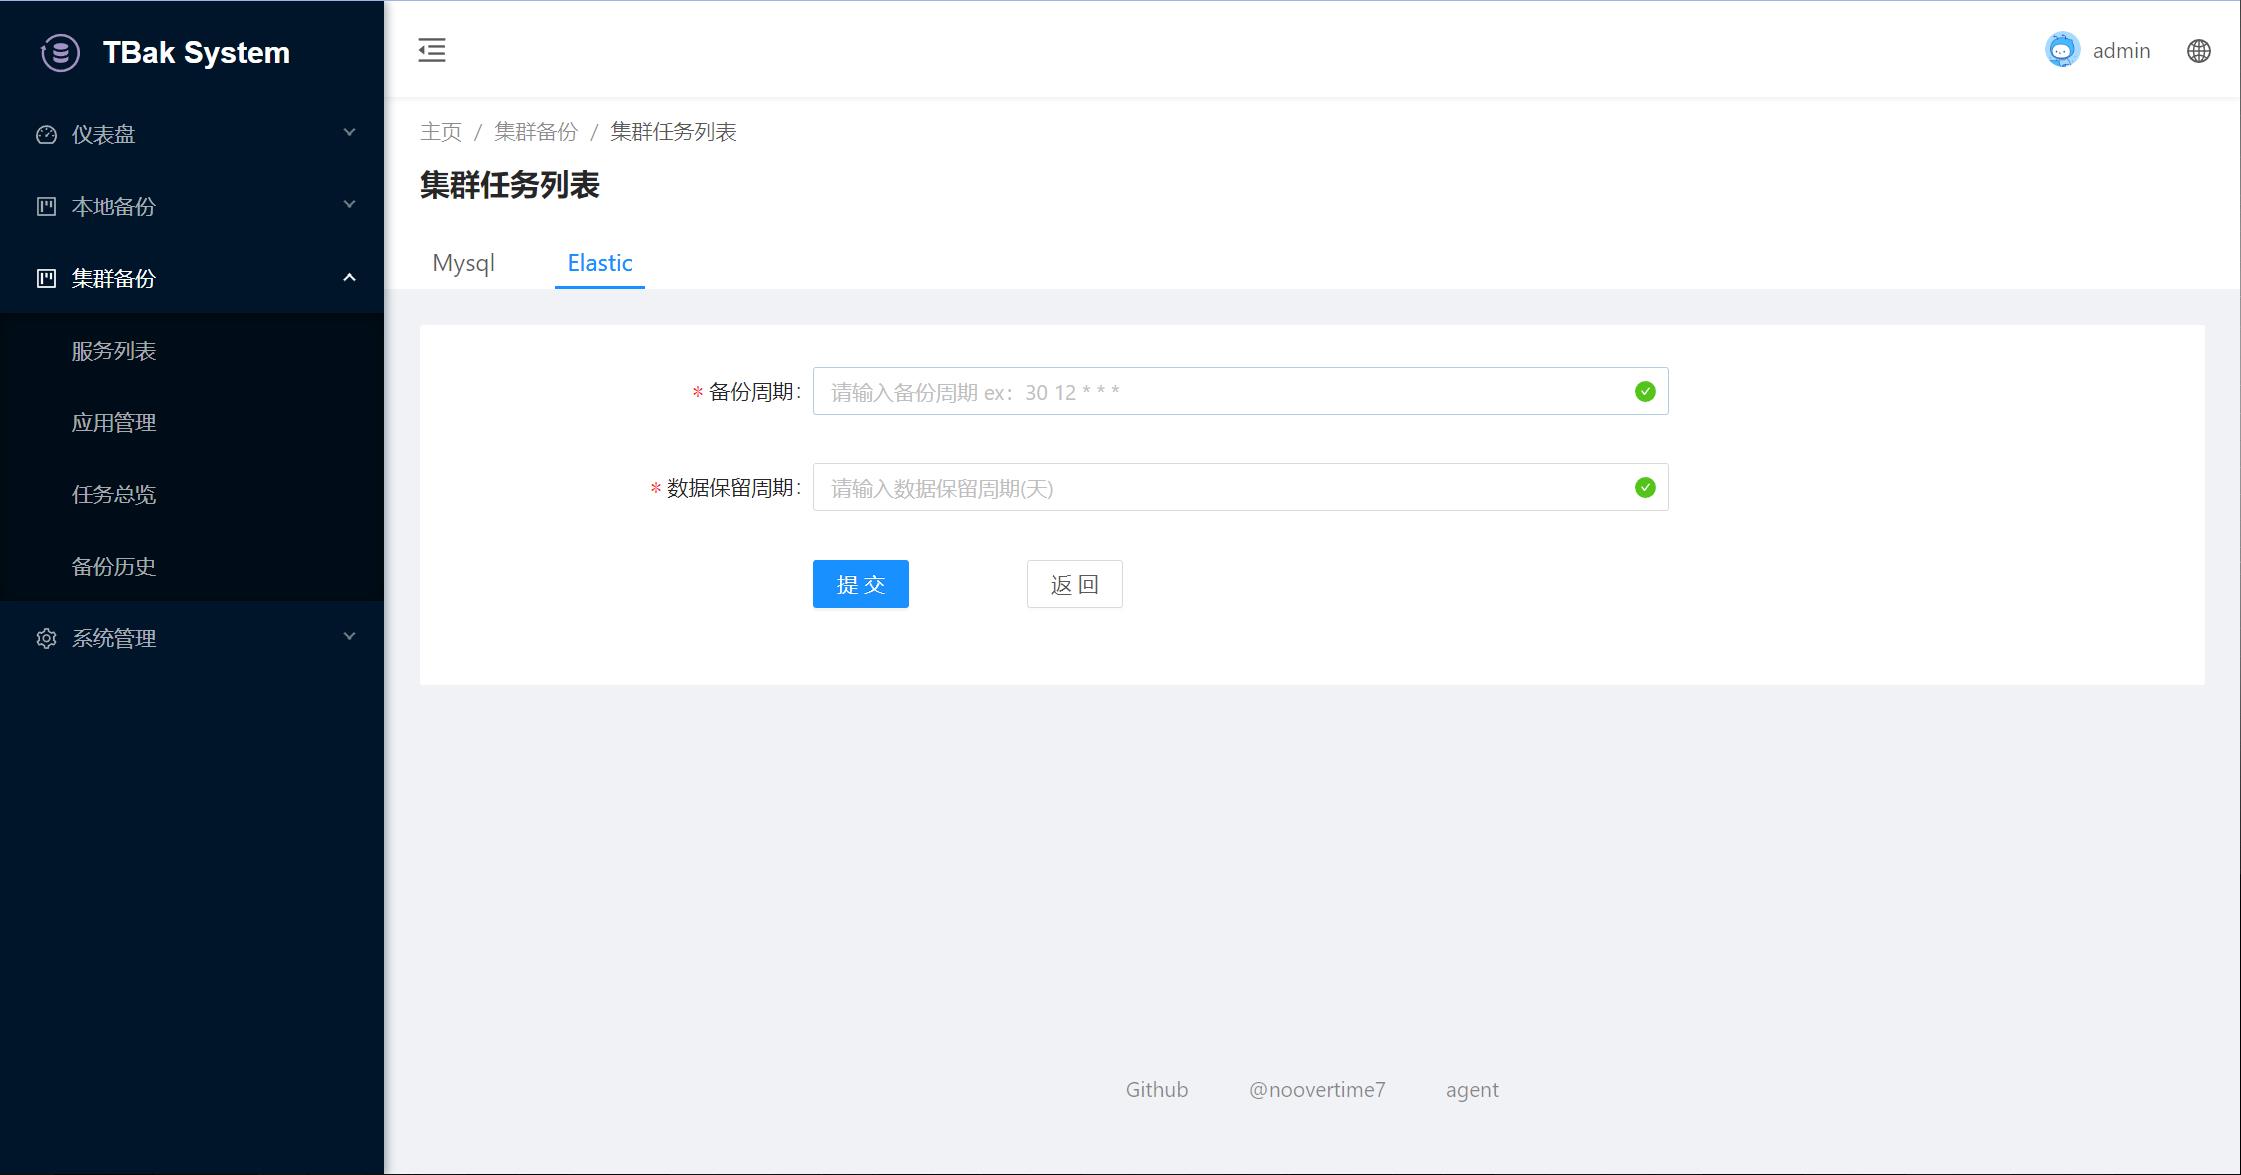 TBak System
admin
仪表盘
本地备份
集群备份
服务列表
应用管理
任务总览
备份历史
系统管理
主页 / 集群备份 / 集群任务列表
集群任务列表
Mysql Elastic
* 备份周期: 请输入备份周期 ex: 30 12 * * *
* 数据保留周期: 请输入数据保留周期(天)
提 交 返 回
Github @noovertime7 agent